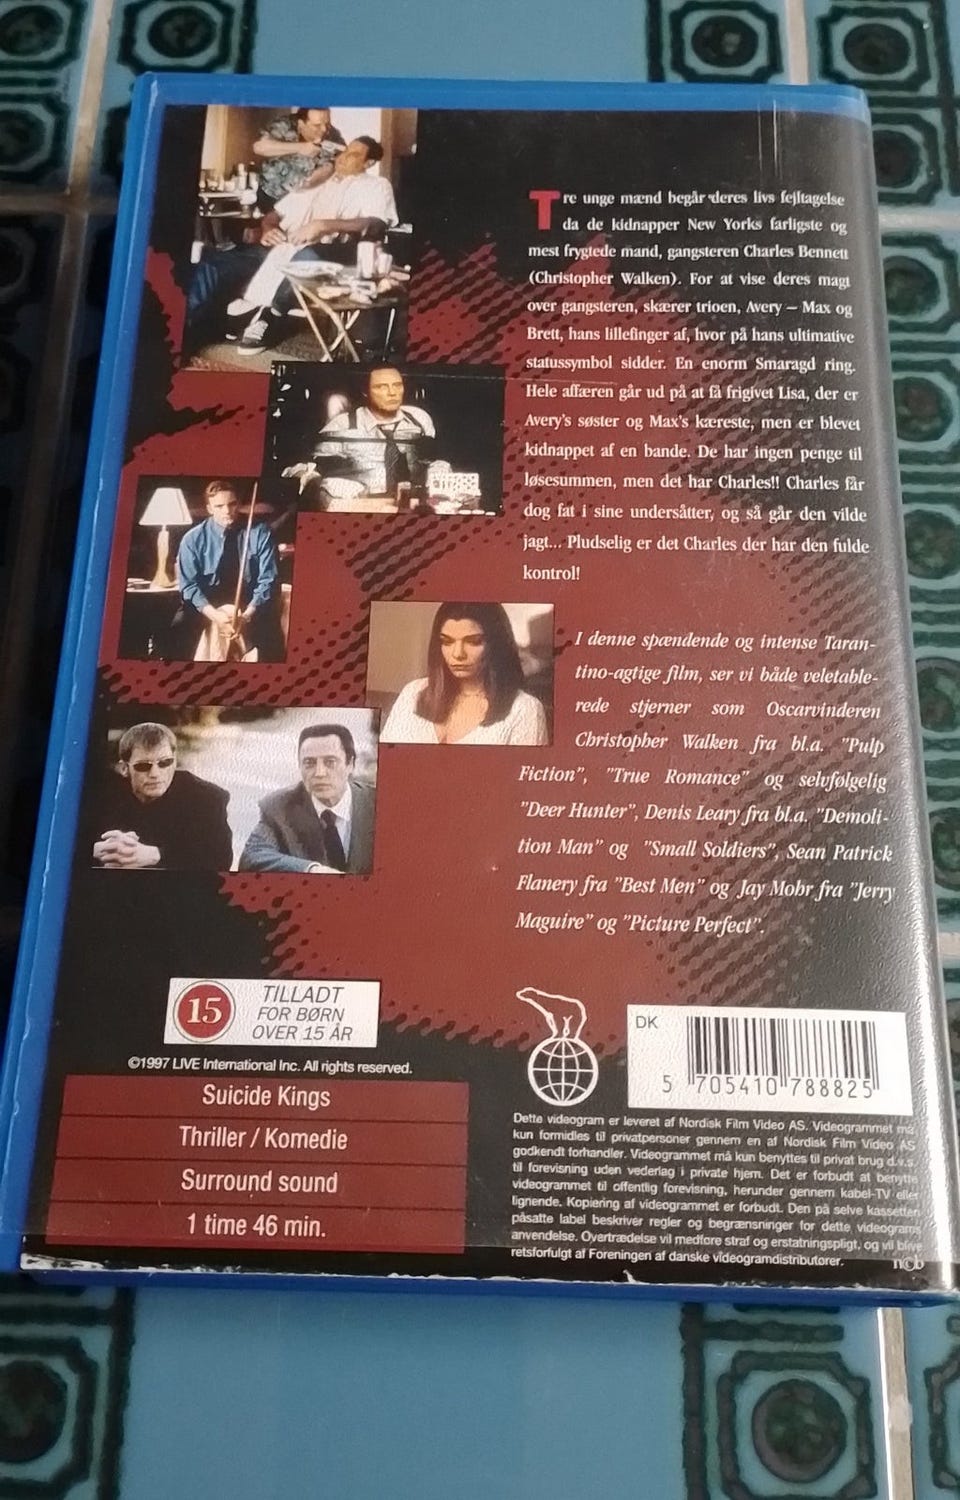 Tre unge mænd begår deres livs fejltagelse
da de kidnapper New Yorks farligste og
mest frygtede mand, gangsteren Charles Bennett
(Christopher Walken). For at vise deres magt
over gangsteren, skærer trioen, Avery – Max og
Brett, hans lillefinger af, hvor på hans ultimative
statussymbol sidder. En enorm Smaragd ring.
Hele affæren går ud på at få frigivet Lisa, der er
Avery's søster og Max's kæreste, men er blevet
kidnappet af en bande. De har ingen penge til
løsesummen, men det har Charles!! Charles får
dog fat i sine undersåtter, og så går den vilde
jagt... Pludselig er det Charles der har den fulde
kontrol!
I denne spændende og intense Taran-
tino-agtige film, ser vi både veletable-
rede stjerner som Oscarvinderen
Christopher Walken fra bl.a. "Pulp
Fiction", "True Romance" og selvfølgelig
"Deer Hunter", Denis Leary fra bl.a. "Demoli-
tion Man" og "Small Soldiers", Sean Patrick
Flanery fra "Best Men" og Jay Mohr fra "Jerry
Maguire" og "Picture Perfect".
15
TILLADT
FOR BØRN
OVER 15 ÅR
©1997 LIVE International Inc. All rights reserved.
Suicide Kings
Thriller / Komedie
Surround sound
1 time 46 min.
DK
5 705410 788825
Dette videogram er leveret af Nordisk Film Video AS. Videogrammet må
kun formidles til privatpersoner gennem en af Nordisk Film Video AS
godkendt forhandler. Videogrammet må kun benyttes til privat brug d.v.s.
til forevisning uden vederlag i private hjem. Det er forbudt at benytte
videogrammet til offentlig forevisning, herunder gennem kabel-TV eller
lignende. Kopiering af videogrammet er forbudt. Den på selve kassetten
påsatte label beskriver regler og begrænsninger for dette videograms
anvendelse. Overtrædelse vil medføre straf og erstatningspligt, og vil blive
retsforfulgt af Foreningen af danske videogramdistributører.
ncb